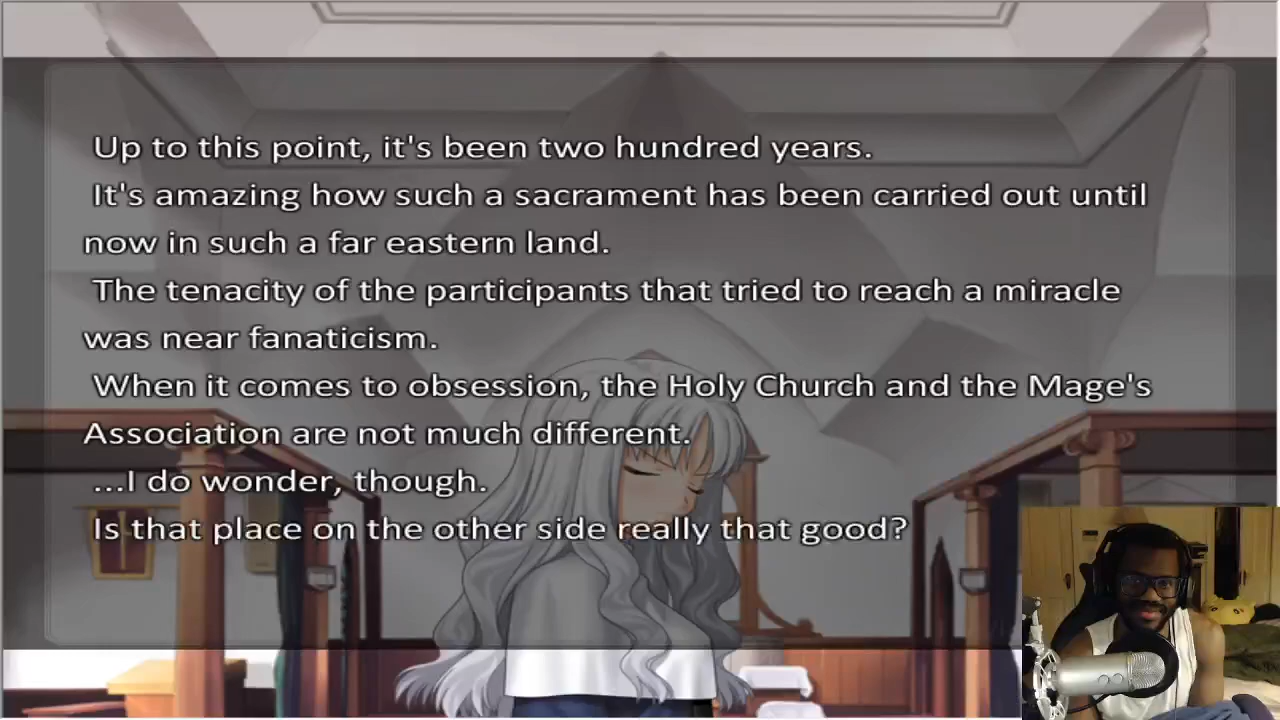 Up to this point, it's been two hundred years.
It's amazing how such a sacrament has been carried out until
now in such a far eastern land.
The tenacity of the participants that tried to reach a miracle
was near fanaticism.
When it comes to obsession, the Holy Church and the Mage's
Association are not much different.
...I do wonder, though.
Is that place on the other side really that good?